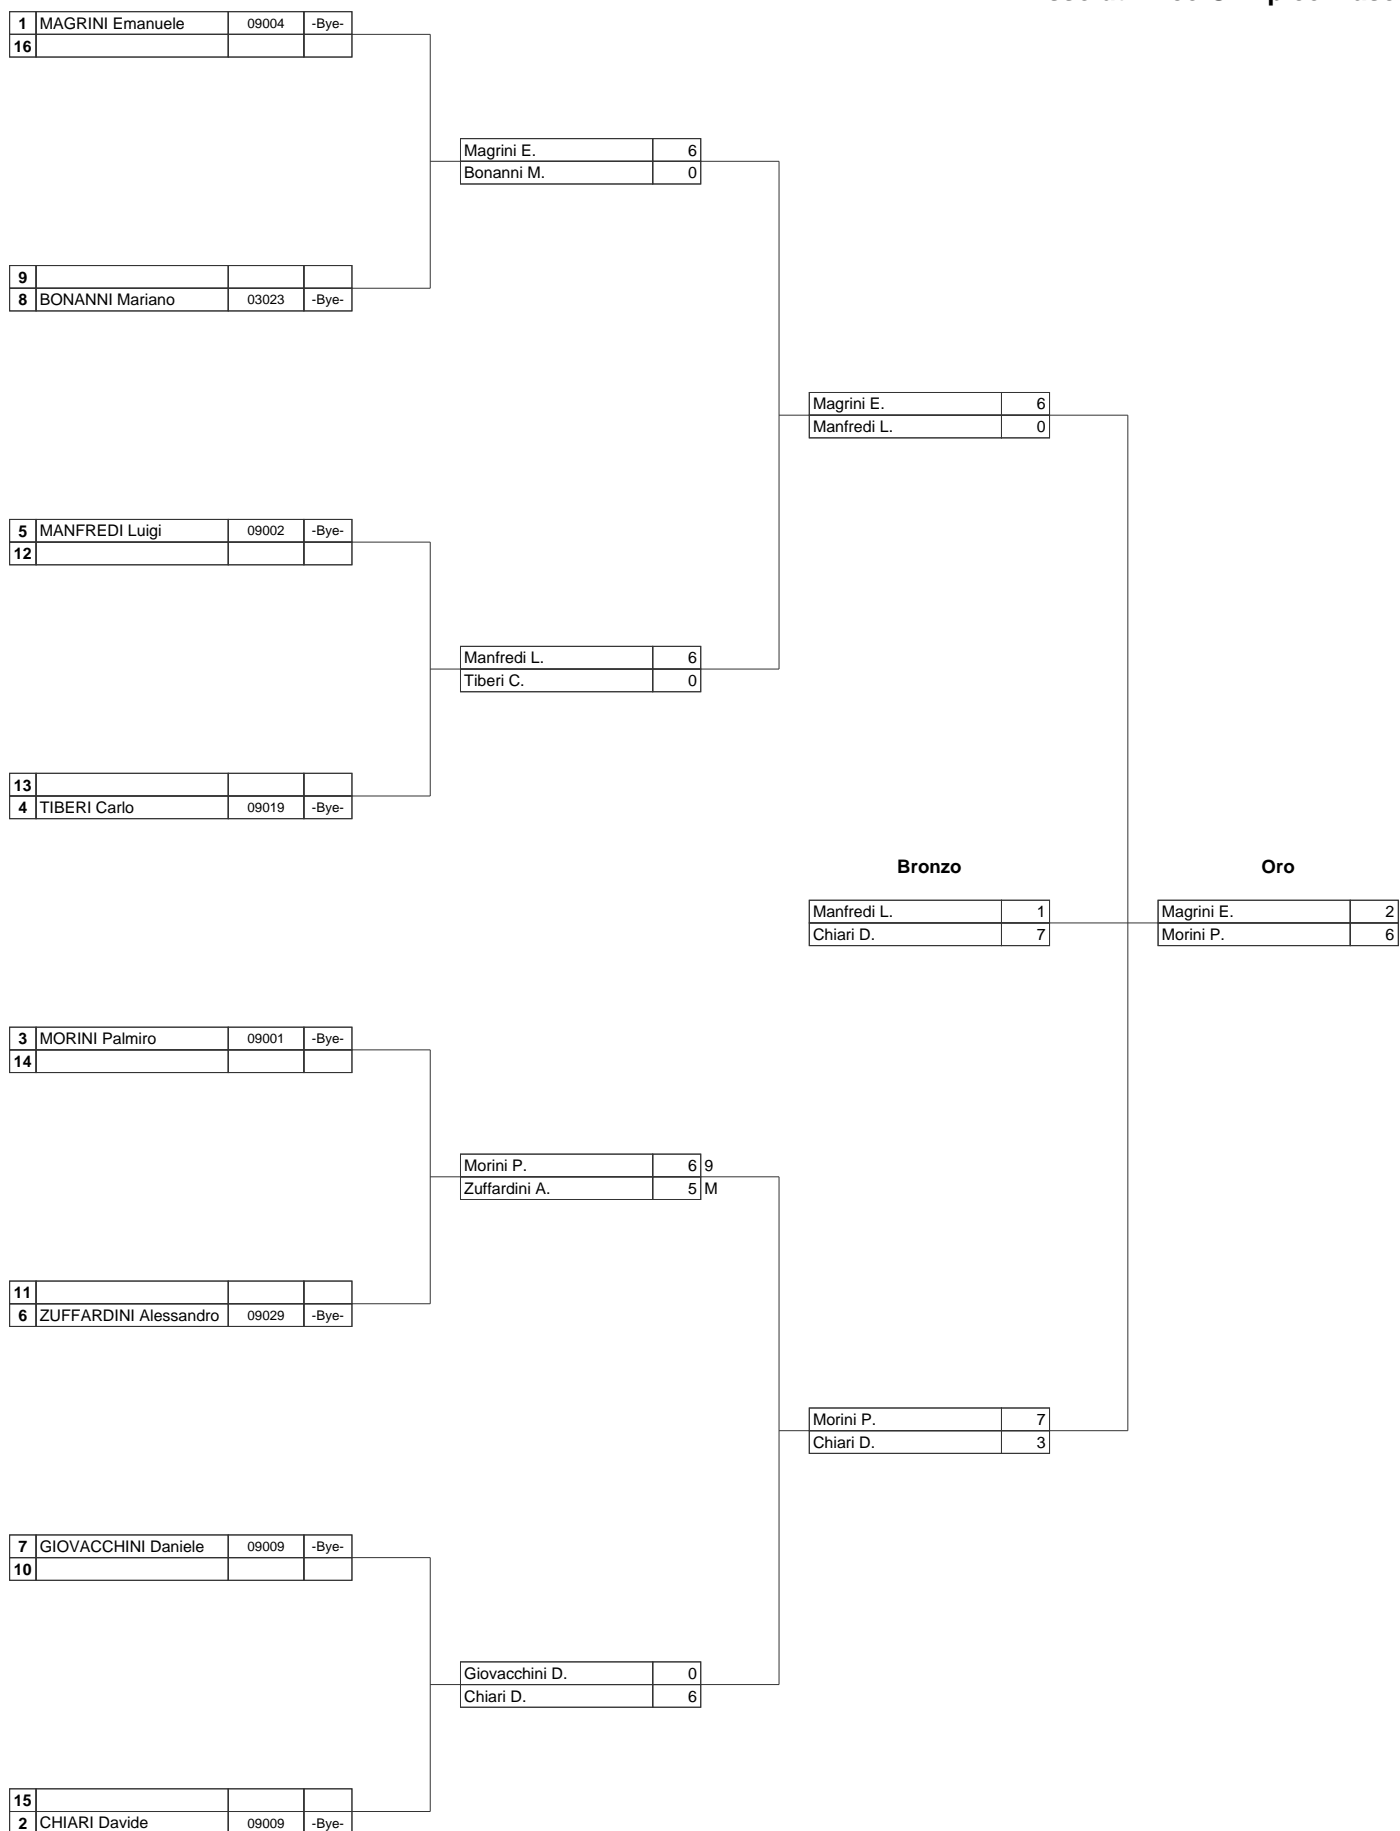 1 MAGRINI Emanuele 09004 -Bye-
16
Magrini E. 6
Bonanni M. 0
9
8 BONANNI Mariano 03023 -Bye-
Magrini E. 6
Manfredi L. 0
5 MANFREDI Luigi 09002 -Bye-
12
Manfredi L. 6
Tiberi C. 0
13
4 TIBERI Carlo 09019 -Bye-
Bronzo Oro
Manfredi L. 1 Magrini E. 2
Chiari D. 7 Morini P. 6
3 MORINI Palmiro 09001 -Bye-
14
Morini P. 6 9
Zuffardini A. 5 M
11
6 ZUFFARDINI Alessandro 09029 -Bye-
Morini P. 7
Chiari D. 3
7 GIOVACCHINI Daniele 09009 -Bye-
10
Giovacchini D. 0
Chiari D. 6
15
2 CHIARI Davide 09009 -Bye-